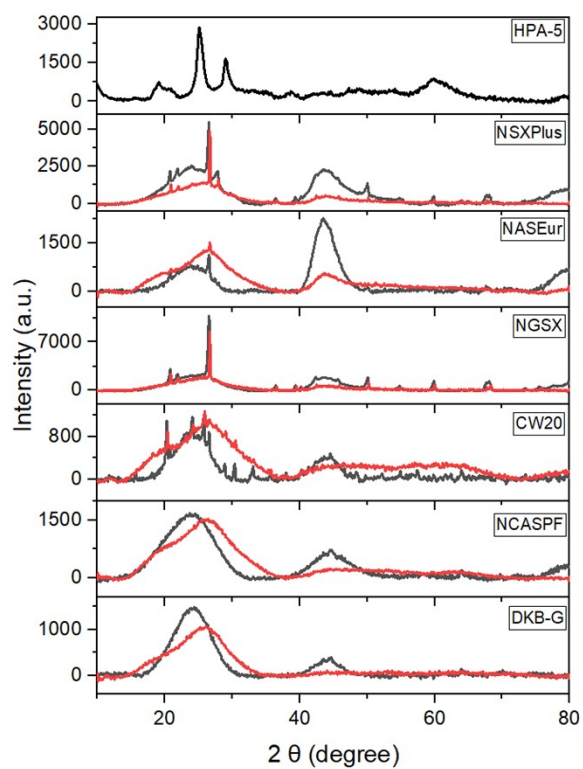 3000
1500
0
HPA-5
5000
2500
0
NSXPlus
1500
0
NASEur
7000
0
NGSX
800
0
CW20
1500
0
NCASPF
1000
0
DKB-G
Intensity (a.u.)
20 40 60 80
2 θ (degree)